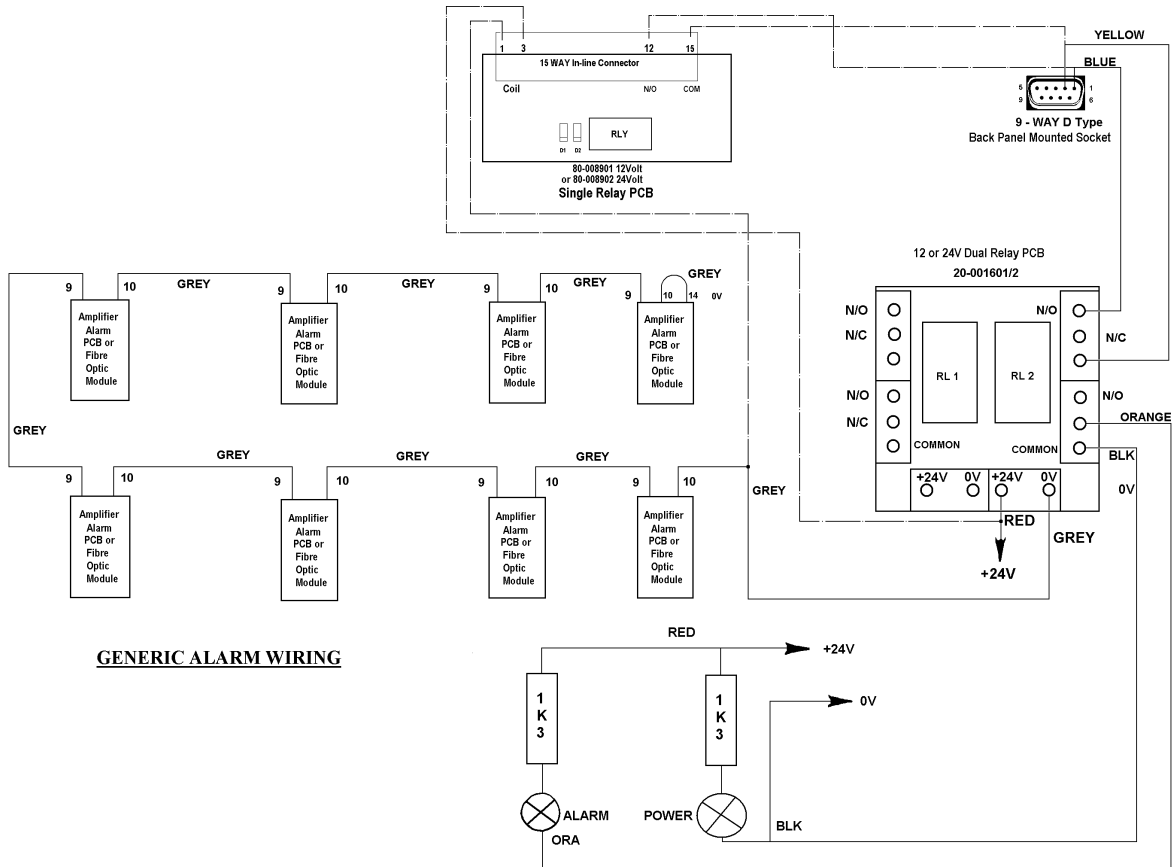 YELLOW
BLUE
1 3 12 15
15 WAY In-line Connector
Coil N/O COM
RLY
D1 D2
80-008901 12Volt
or 80-008902 24Volt
Single Relay PCB
5 1
9 6
9 - WAY D Type
Back Panel Mounted Socket
12 or 24V Dual Relay PCB
20-001601/2
N/O N/O
N/C N/C
RL 1 RL 2
N/O N/O
N/C ORANGE
COMMON COMMON
BLK
+24V 0V +24V 0V
0V
RED
GREY
+24V
9 10 GREY 9 10 GREY 9 10 GREY 9 10 14 GREY 0V
Amplifier
Alarm
PCB or
Fibre
Optic
Module
Amplifier
Alarm
PCB or
Fibre
Optic
Module
Amplifier
Alarm
PCB or
Fibre
Optic
Module
Amplifier
Alarm
PCB or
Fibre
Optic
Module
GREY
9 10 GREY 9 10 GREY 9 10 GREY 9 10
GREY
Amplifier
Alarm
PCB or
Fibre
Optic
Module
Amplifier
Alarm
PCB or
Fibre
Optic
Module
Amplifier
Alarm
PCB or
Fibre
Optic
Module
Amplifier
Alarm
PCB or
Fibre
Optic
Module
GENERIC ALARM WIRING
RED
+24V
1
K
3
1
K
3
0V
ALARM
POWER
ORA
BLK